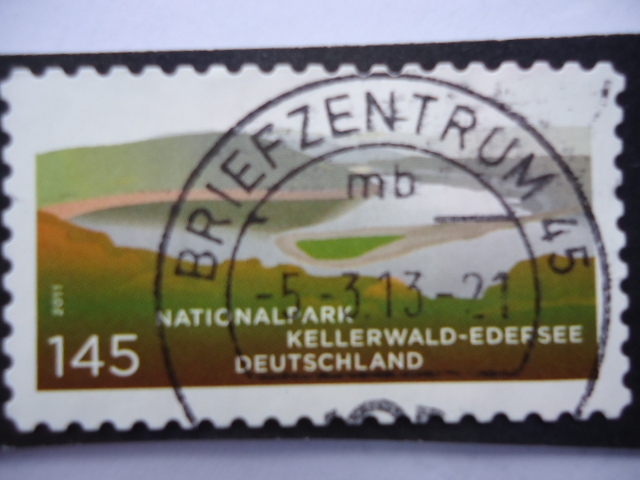 BRIEFZENTRUM 45
mb
-5.-3.13-21
2011
NATIONALPARK
KELLERWALD-EDERSEE
145
DEUTSCHLAND